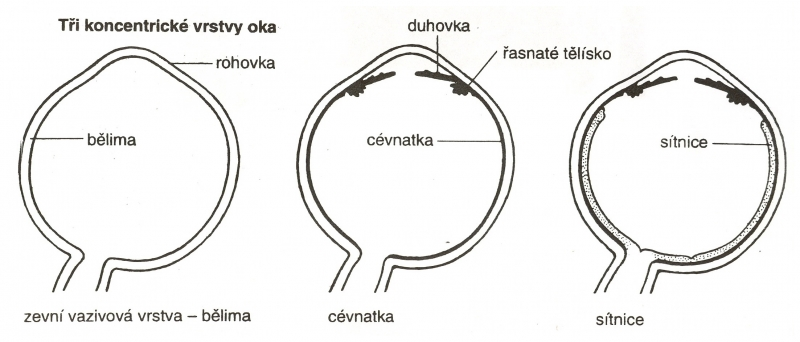 Tři koncentrické vrstvy oka
rohovka
bělima
duhovka
řasnaté tělísko
cévnatka
sítnice
zevní vazivová vrstva – bělima
cévnatka
sítnice